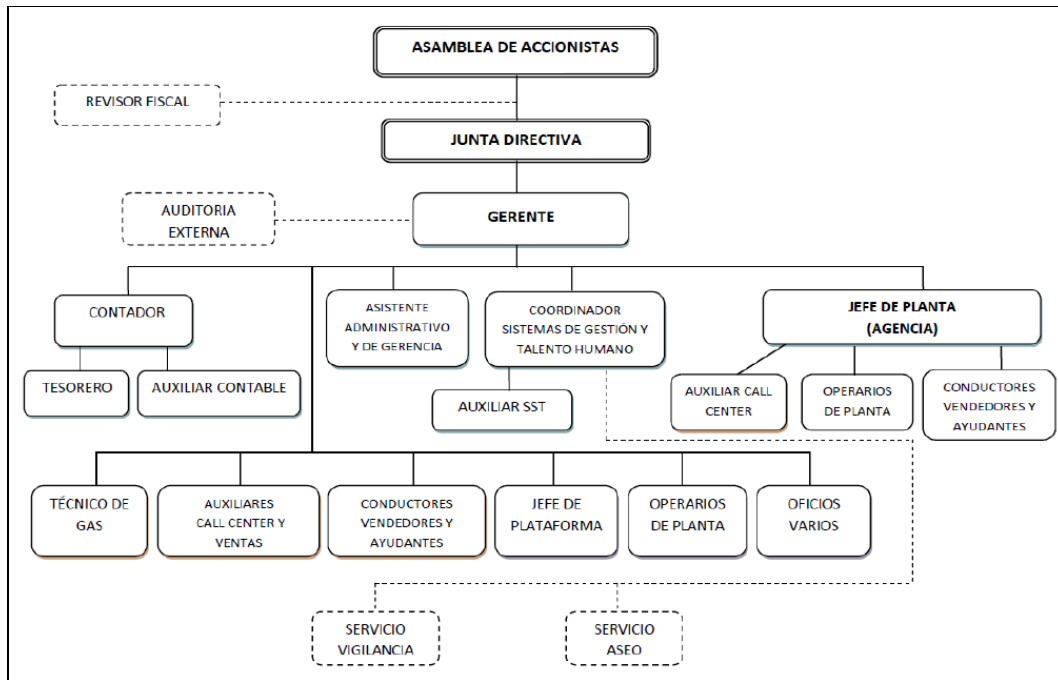 ASAMBLEA DE ACCIONISTAS
REVISOR FISCAL
JUNTA DIRECTIVA
AUDITORIA
EXTERNA
GERENTE
CONTADOR
ASISTENTE
ADMINISTRATIVO
Y DE GERENCIA
COORDINADOR
SISTEMAS DE GESTIÓN Y
TALENTO HUMANO
JEFE DE PLANTA
(AGENCIA)
TESORERO
AUXILIAR CONTABLE
AUXILIAR SST
AUXILIAR CALL
CENTER
OPERARIOS
DE PLANTA
CONDUCTORES
VENDEDORES Y
AYUDANTES
TÉCNICO DE
GAS
AUXILIARES
CALL CENTER Y
VENTAS
CONDUCTORES
VENDEDORES Y
AYUDANTES
JEFE DE
PLATAFORMA
OPERARIOS
DE PLANTA
OFICIOS
VARIOS
SERVICIO
VIGILANCIA
SERVICIO
ASEO